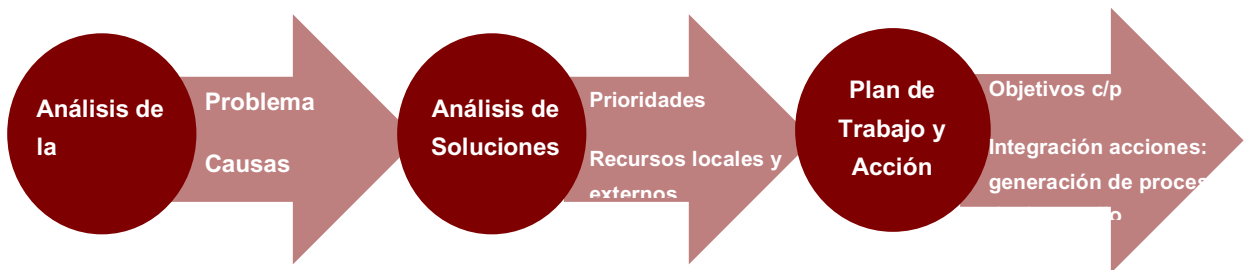 Análisis de
la
Problema
Causas
Análisis de
Soluciones
Prioridades
Recursos locales y
externos
Plan de
Trabajo y
Acción
Objetivos c/p
Integración acciones:
generación de proces